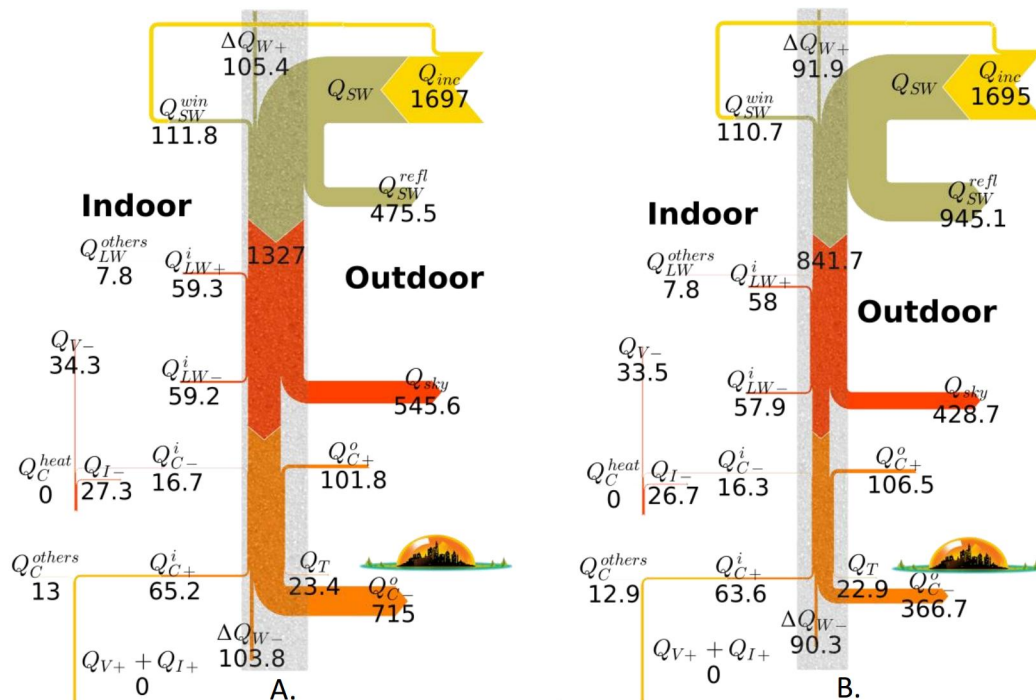 ΔQ_{W+}
105.4
Q_{SW}
Q_{inc}
1697
Q_{SW}^{win}
111.8
Q_{SW}^{refl}
475.5
Indoor
Q_{LW}^{others}
7.8
Q_{LW+}^{i}
59.3
1327
Outdoor
Q_{V-}
34.3
Q_{LW-}^{i}
59.2
Q_{sky}
545.6
Q_{C}^{heat}
0
Q_{I-}
27.3
Q_{C-}^{i}
16.7
Q_{C+}^{o}
101.8
Q_{C}^{others}
13
Q_{C+}^{i}
65.2
Q_{T}
23.4
Q_{C-}^{o}
715
ΔQ_{W-}
103.8
Q_{V+} + Q_{I+}
0
A.
ΔQ_{W+}
91.9
Q_{SW}
Q_{inc}
1695
Q_{SW}^{win}
110.7
Q_{SW}^{refl}
945.1
Indoor
Q_{LW}^{others}
7.8
Q_{LW+}^{i}
58
841.7
Outdoor
Q_{V-}
33.5
Q_{LW-}^{i}
57.9
Q_{sky}
428.7
Q_{C}^{heat}
0
Q_{I-}
26.7
Q_{C-}^{i}
16.3
Q_{C+}^{o}
106.5
Q_{C}^{others}
12.9
Q_{C+}^{i}
63.6
Q_{T}
22.9
Q_{C-}^{o}
366.7
ΔQ_{W-}
90.3
Q_{V+} + Q_{I+}
0
B.